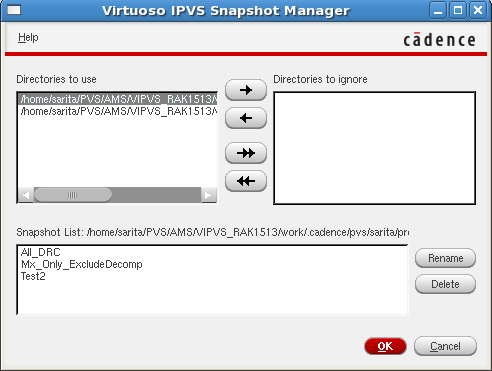 Virtuoso IPVS Snapshot Manager
Help
cādence
Directories to use
Directories to ignore
/home/sarita/PVS/AMS/VIPVS_RAK1513/
/home/sarita/PVS/AMS/VIPVS_RAK1513/
Snapshot List: /home/sarita/PVS/AMS/VIPVS_RAK1513/work/.cadence/pvs/sarita/pre
All_DRC
Mx_Only_ExcludeDecomp
Test2
Rename
Delete
OK
Cancel